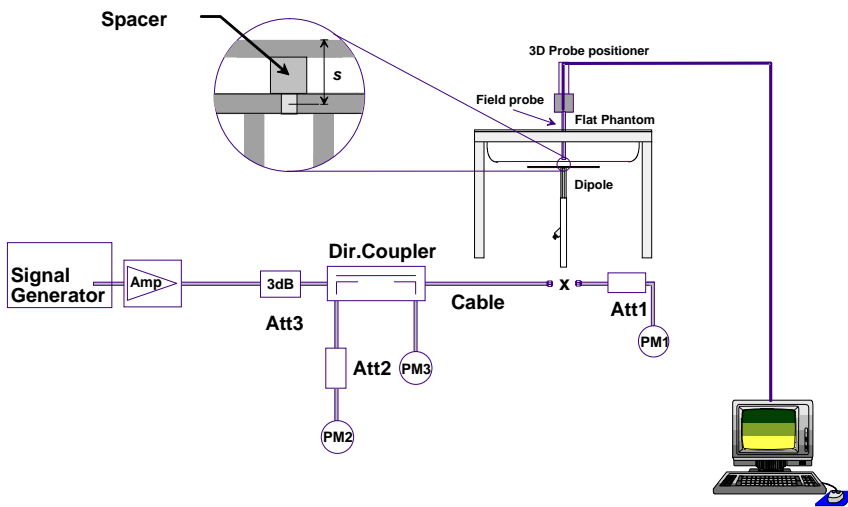 Spacer
s
3D Probe positioner
Field probe
Flat Phantom
Dipole
Signal
Generator
Amp
3dB
Att3
Dir.Coupler
Cable
x
Att1
PM1
Att2
PM3
PM2